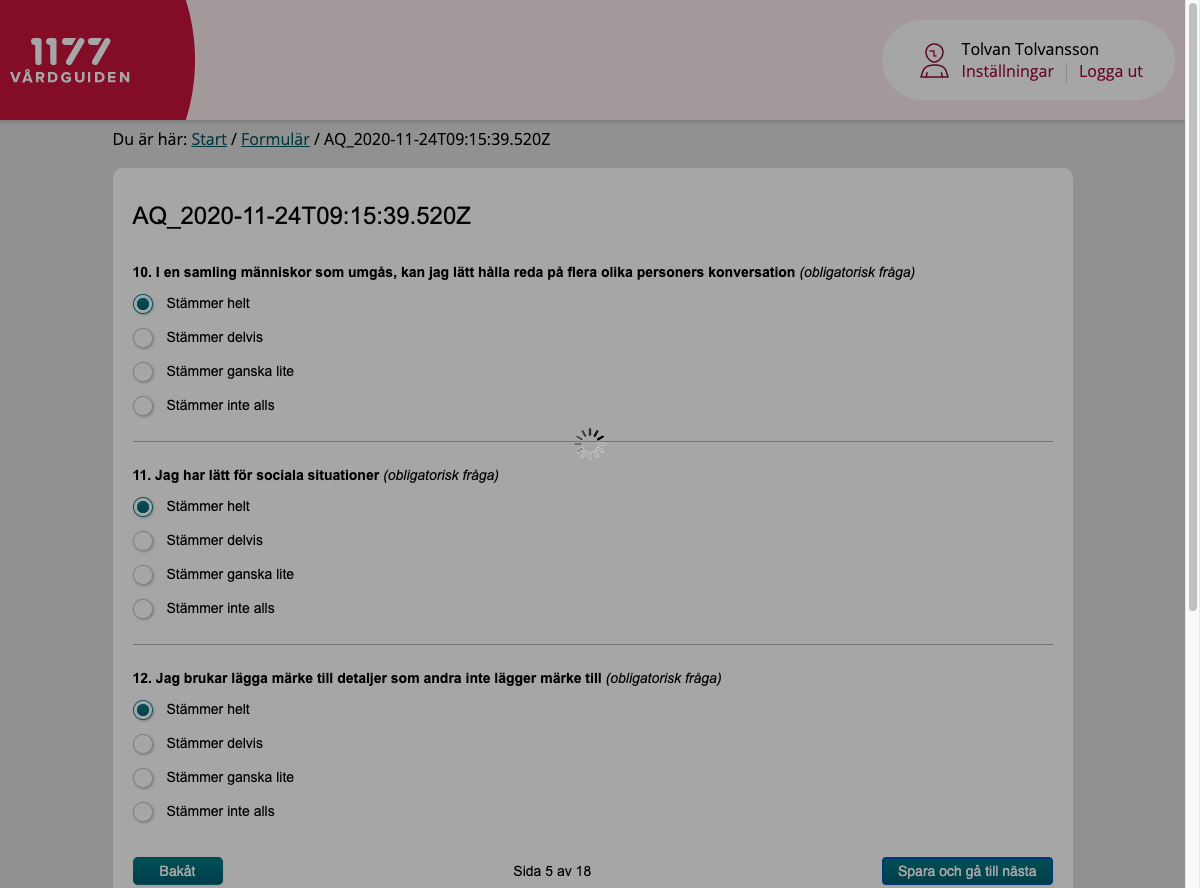 1177
VÅRDGUIDEN
Tolvan Tolvansson
Inställningar Logga ut
Du är här: Start / Formulär / AQ_2020-11-24T09:15:39.520Z
AQ_2020-11-24T09:15:39.520Z
10. I en samling människor som umgås, kan jag lätt hålla reda på flera olika personers konversation (obligatorisk fråga)
Stämmer helt
Stämmer delvis
Stämmer ganska lite
Stämmer inte alls
11. Jag har lätt för sociala situationer (obligatorisk fråga)
Stämmer helt
Stämmer delvis
Stämmer ganska lite
Stämmer inte alls
12. Jag brukar lägga märke till detaljer som andra inte lägger märke till (obligatorisk fråga)
Stämmer helt
Stämmer delvis
Stämmer ganska lite
Stämmer inte alls
Bakåt Sida 5 av 18 Spara och gå till nästa